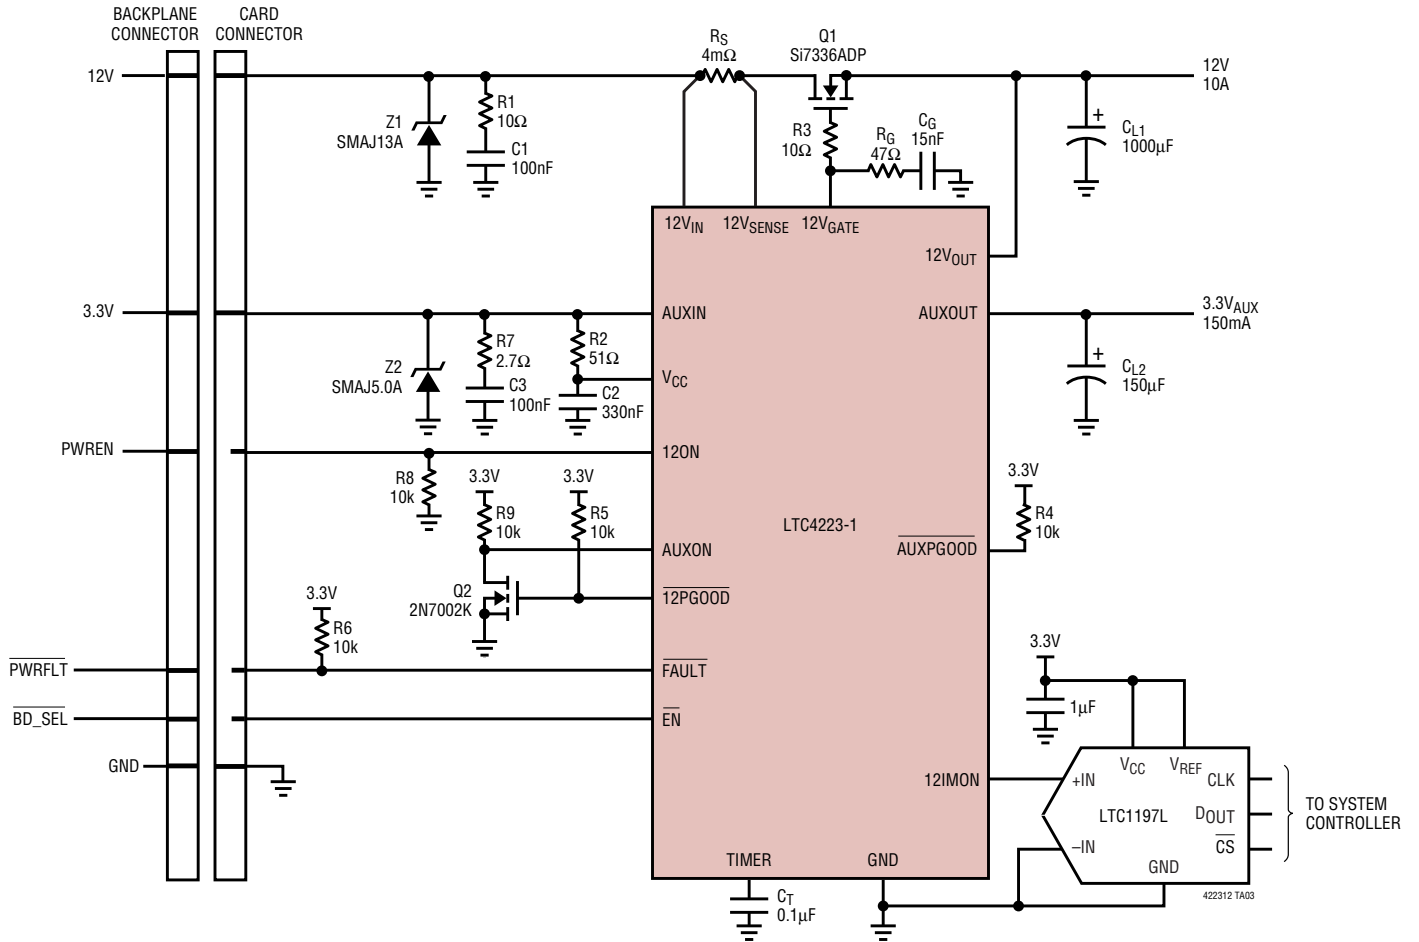 BACKPLANE
CONNECTOR
CARD
CONNECTOR
12V
RS
4mΩ
Q1
Si7336ADP
12V
10A
Z1
SMAJ13A
R1
10Ω
C1
100nF
R3
10Ω
RG
47Ω
CG
15nF
+
CL1
1000µF
12VIN
12VSENSE
12VGATE
12VOUT
3.3V
AUXIN
AUXOUT
3.3VAUX
150mA
Z2
SMAJ5.0A
R7
2.7Ω
C3
100nF
R2
51Ω
C2
330nF
VCC
+
CL2
150µF
PWREN
12ON
R8
10k
3.3V
R9
10k
3.3V
R5
10k
3.3V
R4
10k
LTC4223-1
AUXON
AUXPGOOD
Q2
2N7002K
12PGOOD
3.3V
R6
10k
PWRFLT
FAULT
BD_SEL
EN
GND
3.3V
1µF
12IMON
+IN
–IN
VCC
VREF
CLK
DOUT
CS
LTC1197L
GND
TO SYSTEM
CONTROLLER
TIMER
GND
CT
0.1µF
422312 TA03